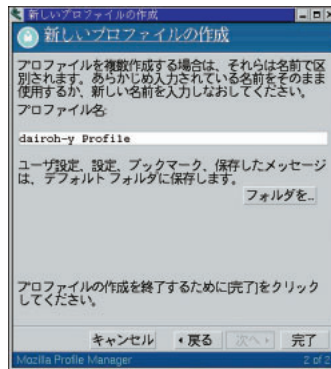 新しいプロファイルの作成
新しいプロファイルの作成
プロファイルを複数作成する場合は、それらは名前で区
別されます。あらかじめ入力されている名前をそのまま
使用するか、新しい名前を入力しなおしてください。
プロファイル名:
dairoh-y Profile
ユーザ設定、設定、ブックマーク、保存したメッセージ
は、デフォルトフォルダに保存します。
フォルダを..
プロファイルの作成を終了するために[完了]をクリック
してください。
キャンセル 戻る 次へ 完了
Mozilla Profile Manager 2 of 2